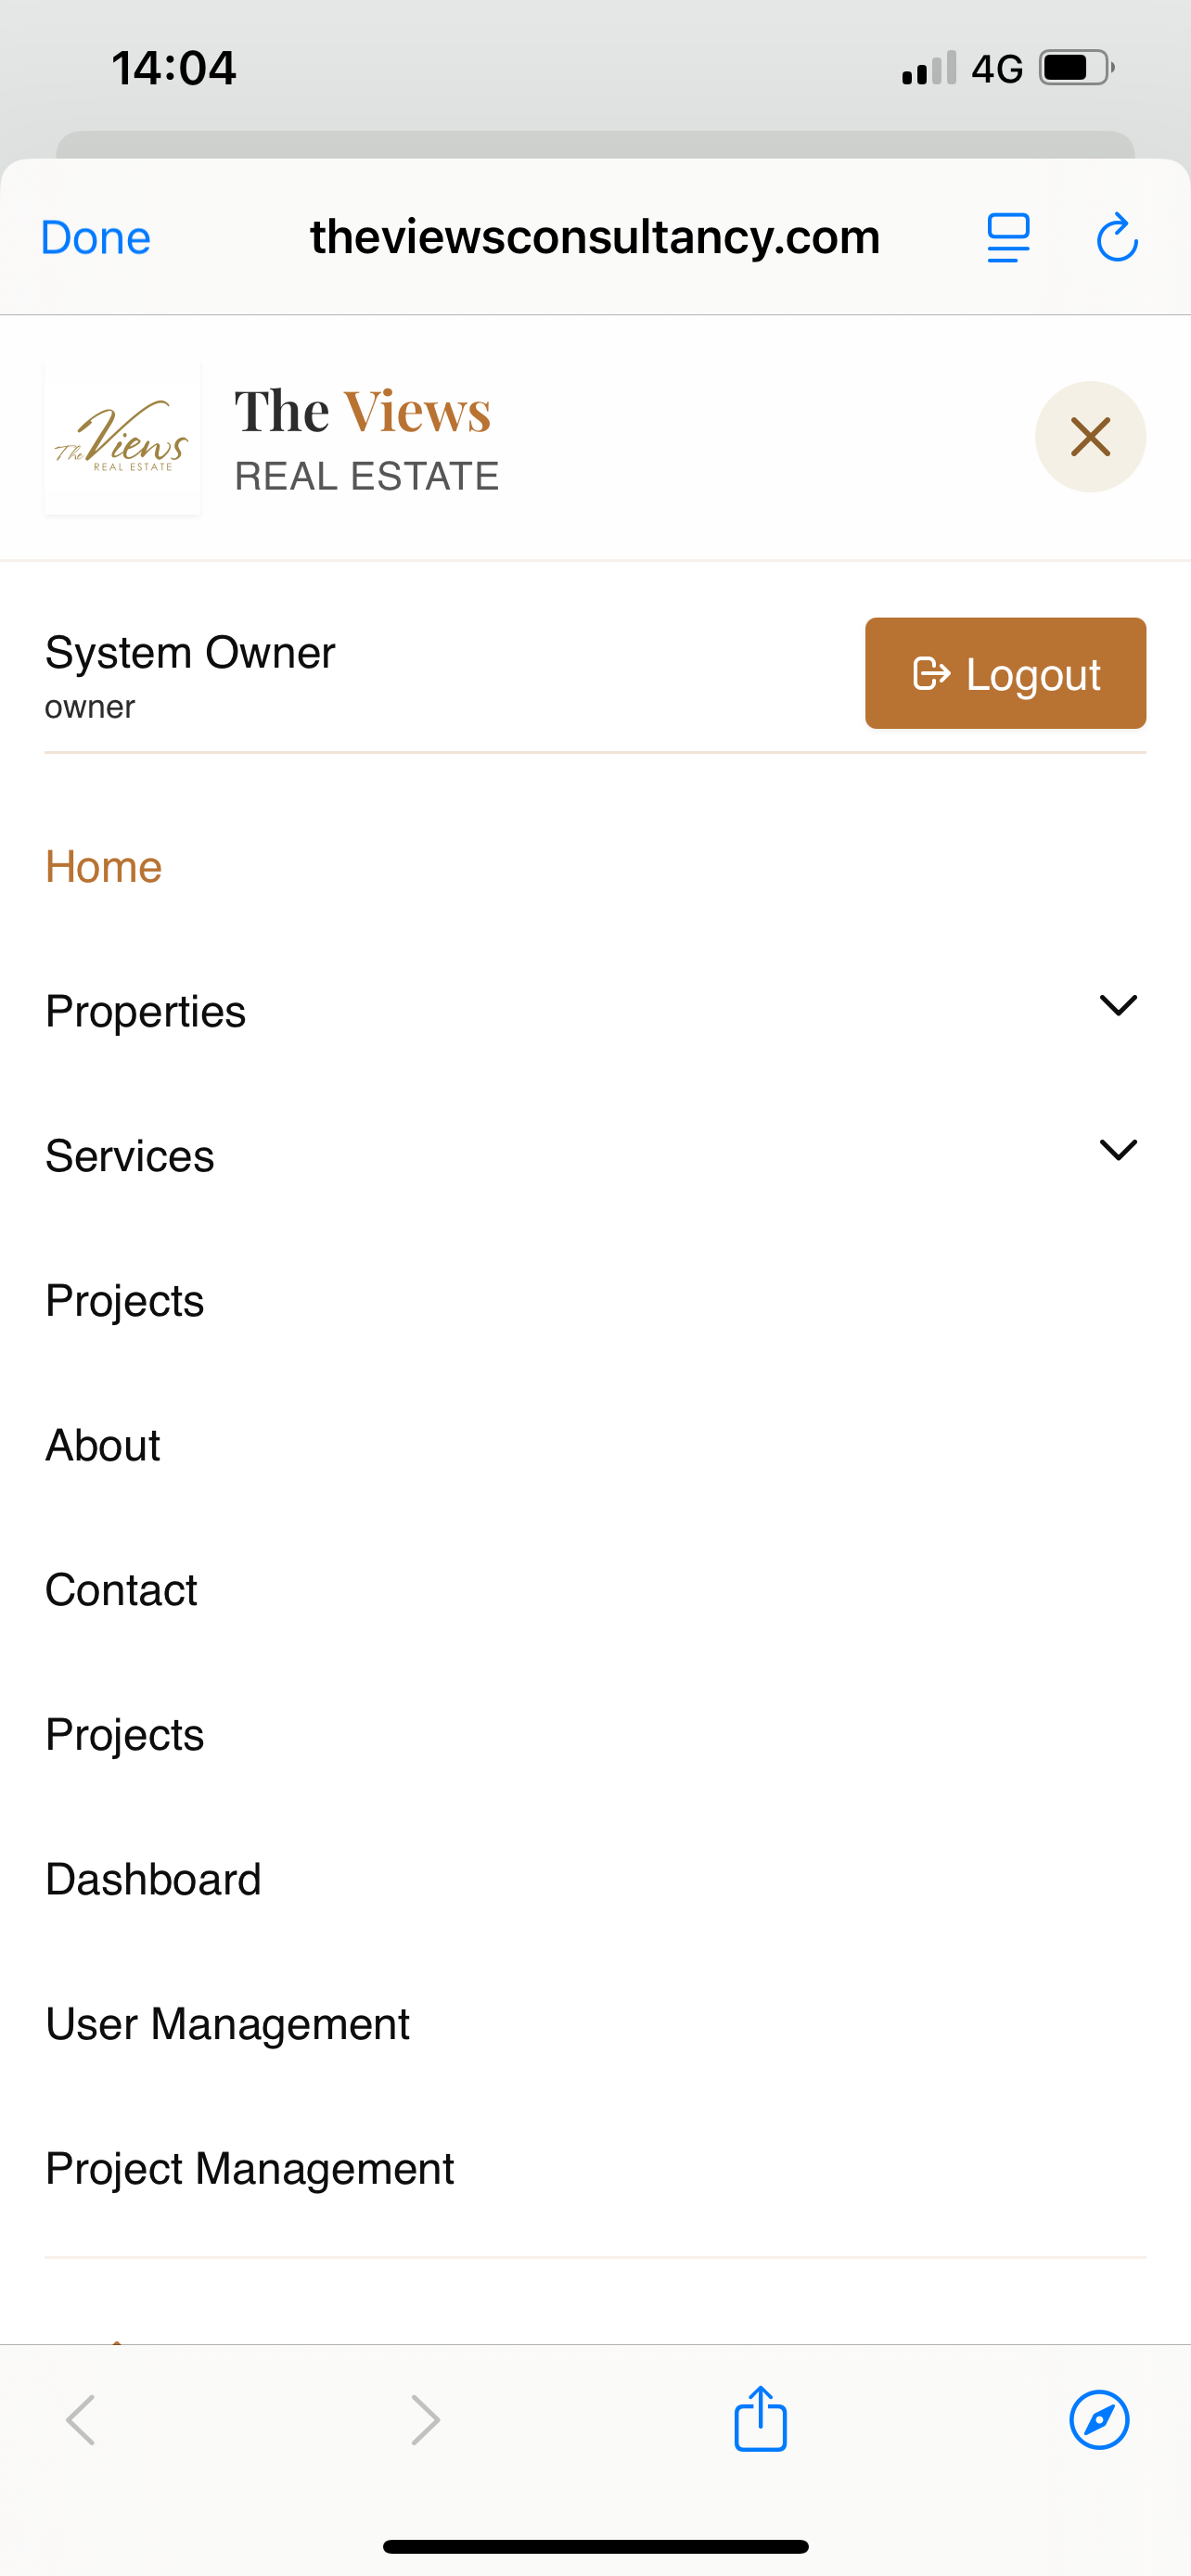 14:04
4G
Done
theviewsconsultancy.com
The Views
REAL ESTATE
The Views
REAL ESTATE
System Owner
owner
Logout
Home
Properties
Services
Projects
About
Contact
Projects
Dashboard
User Management
Project Management